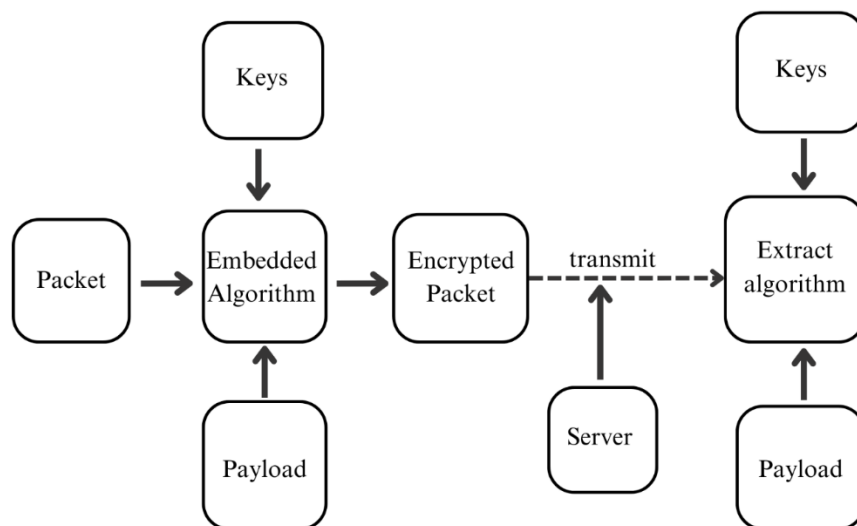 Keys
Keys
Packet
Embedded
Algorithm
Encrypted
Packet
transmit
Extract
algorithm
Payload
Server
Payload